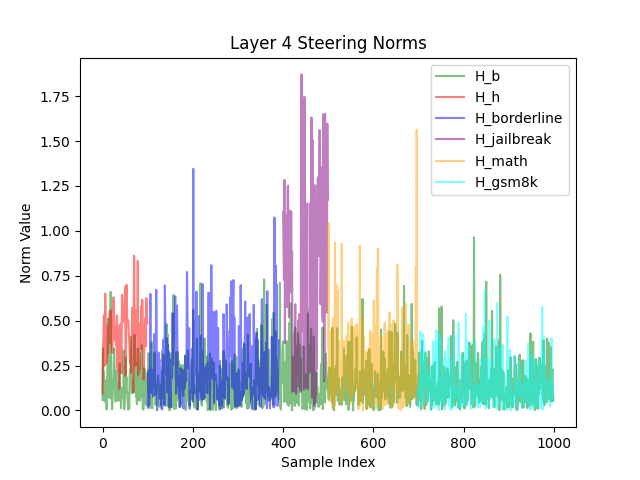 Layer 4 Steering Norms
H_b
H_h
H_borderline
H_jailbreak
H_math
H_gsm8k
Norm Value
1.75
1.50
1.25
1.00
0.75
0.50
0.25
0.00
0
200
400
600
800
1000
Sample Index